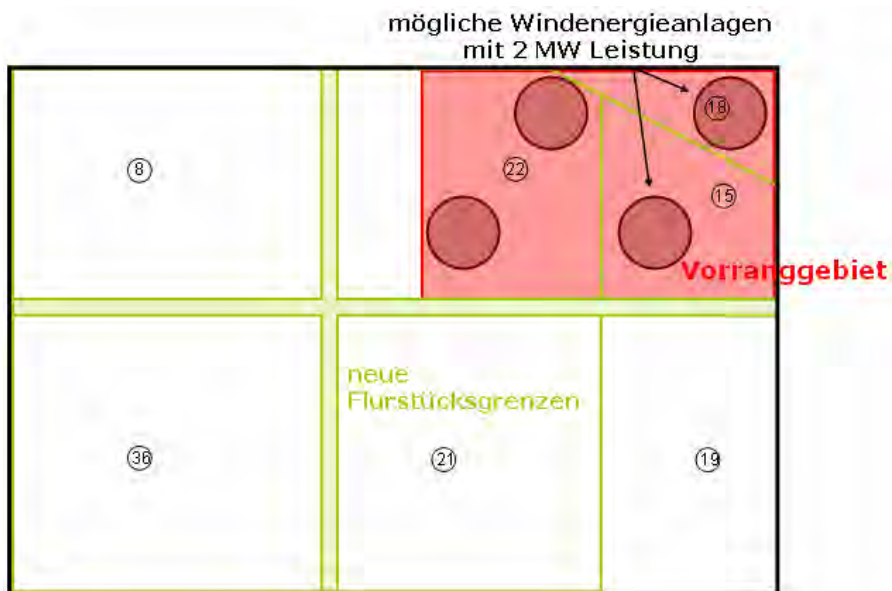 mögliche Windenergieanlagen
mit 2 MW Leistung
18
8
22
15
Vorranggebiet
neue
Flurstücksgrenzen
36
21
19